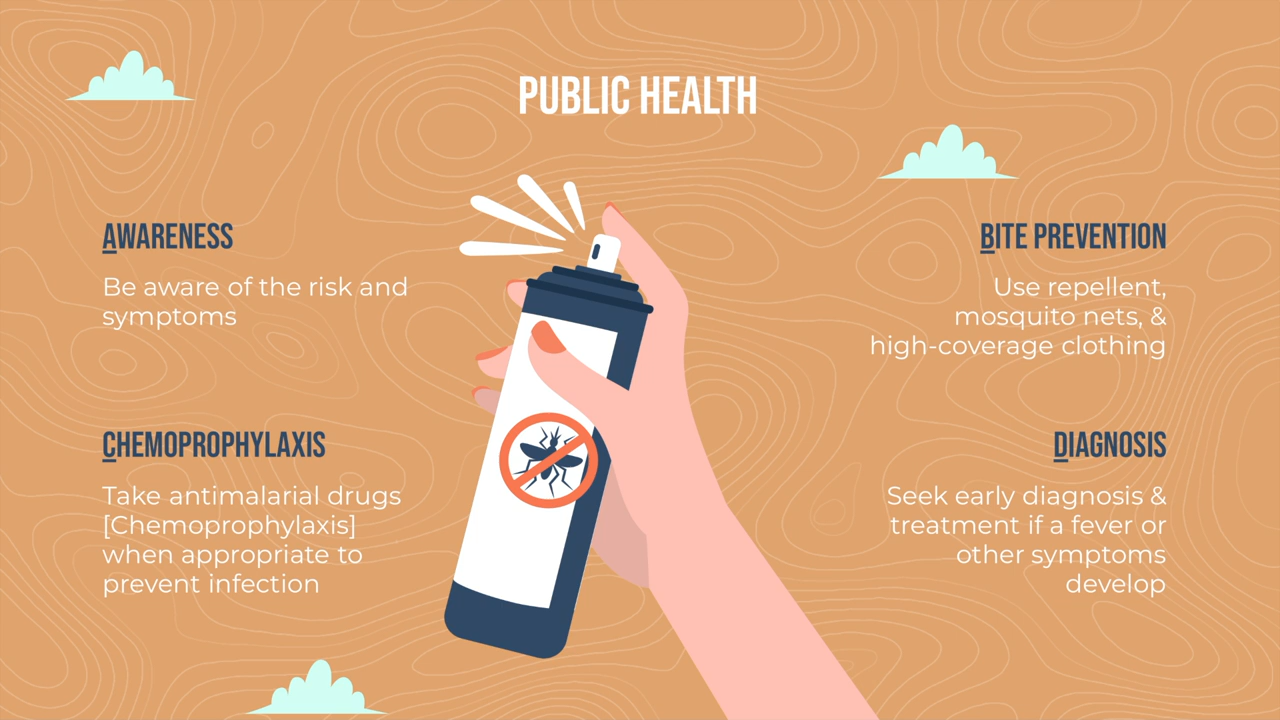 PUBLIC HEALTH
AWARENESS
Be aware of the risk and
symptoms
BITE PREVENTION
Use repellent,
mosquito nets, &
high-coverage clothing
CHEMOPROPHYLAXIS
Take antimalarial drugs
[Chemoprophylaxis]
when appropriate to
prevent infection
DIAGNOSIS
Seek early diagnosis &
treatment if a fever or
other symptoms
develop